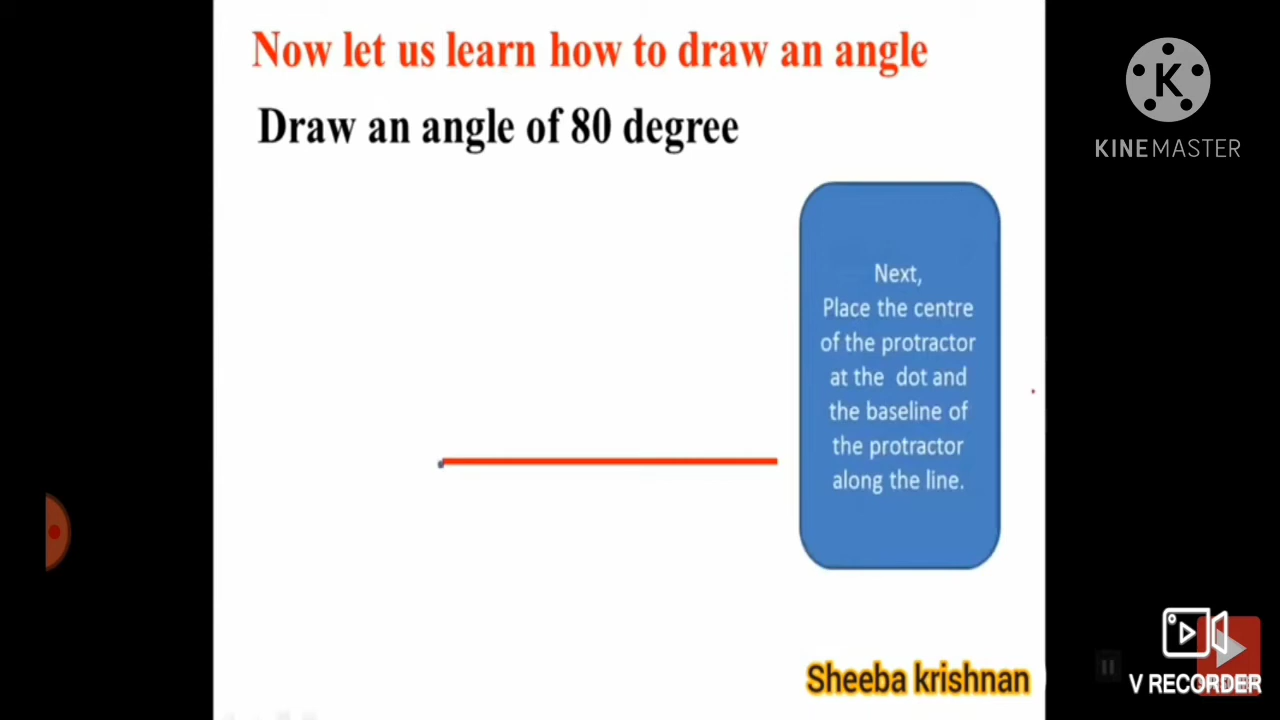 Now let us learn how to draw an angle
Draw an angle of 80 degree
K
KINEMASTER
Next,
Place the centre
of the protractor
at the dot and
the baseline of
the protractor
along the line.
Sheeba krishnan
V RECORDER